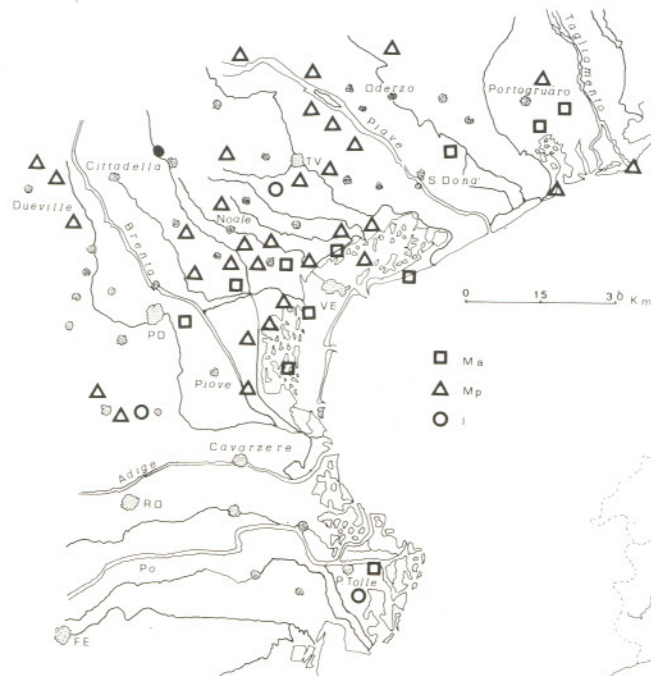 Tagliamento
Oderzo
Portogruaro
Piave
TV
Cittadella
S. Donà
Dueville
Noale
Brenta
VE
0 15 30 Km
PD
Ma
Piove
Mp
I
Cavarzere
Adige
RO
Po
P. Tolle
FE